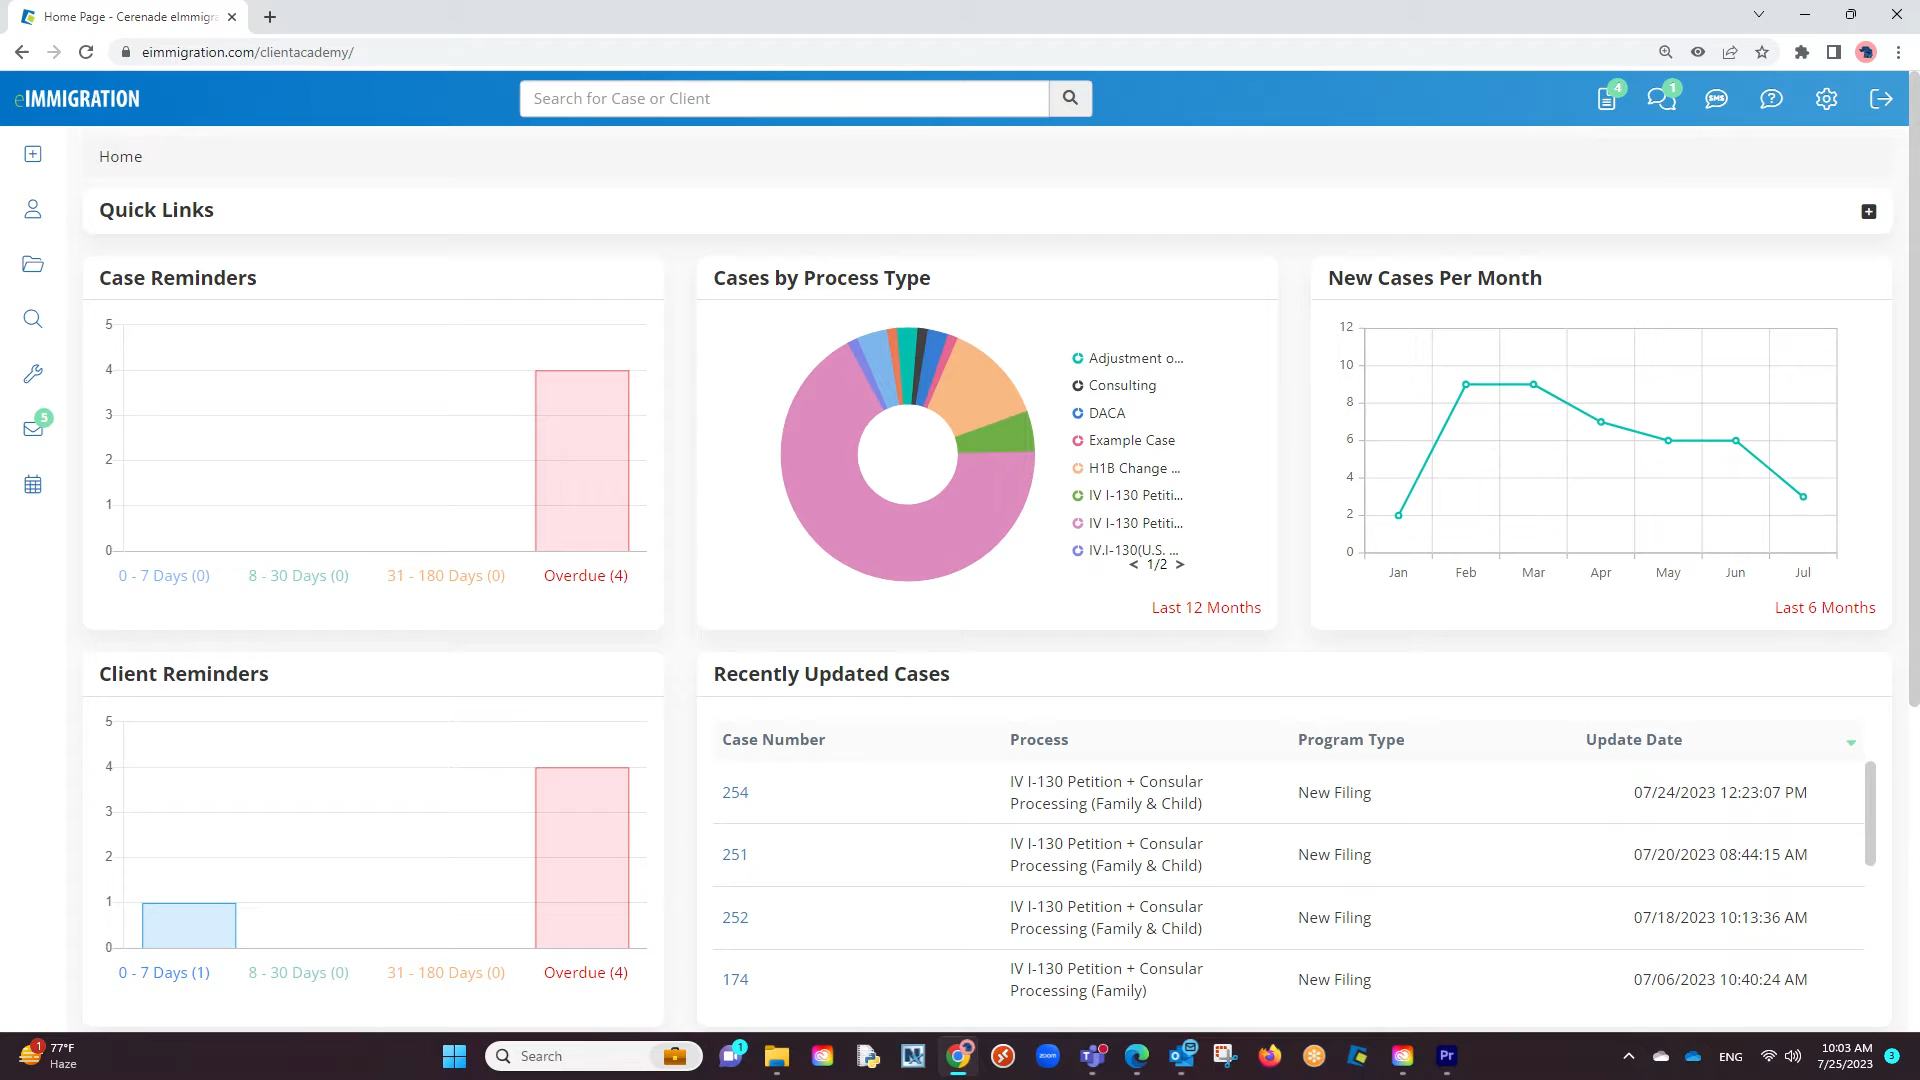 Home Page - Cerenade eImmigra
eimmigration.com/clientacademy/
eIMMIGRATION
Search for Case or Client
4
1
SMS
Home
Quick Links
Case Reminders
5
4
3
2
1
0
0 - 7 Days (0)
8 - 30 Days (0)
31 - 180 Days (0)
Overdue (4)
Cases by Process Type
Adjustment o...
Consulting
DACA
Example Case
H1B Change ...
IV I-130 Petiti...
IV I-130 Petiti...
IV.I-130(U.S. ...
< 1/2 >
Last 12 Months
New Cases Per Month
12
10
8
6
4
2
0
Jan
Feb
Mar
Apr
May
Jun
Jul
Last 6 Months
5
Client Reminders
5
4
3
2
1
0
0 - 7 Days (1)
8 - 30 Days (0)
31 - 180 Days (0)
Overdue (4)
Recently Updated Cases
Case Number Process Program Type Update Date
254 IV I-130 Petition + Consular Processing (Family & Child) New Filing 07/24/2023 12:23:07 PM
251 IV I-130 Petition + Consular Processing (Family & Child) New Filing 07/20/2023 08:44:15 AM
252 IV I-130 Petition + Consular Processing (Family & Child) New Filing 07/18/2023 10:13:36 AM
174 IV I-130 Petition + Consular Processing (Family) New Filing 07/06/2023 10:40:24 AM
1
77°F
Haze
Search
1
zoom
Pr
ENG
10:03 AM
7/25/2023
3